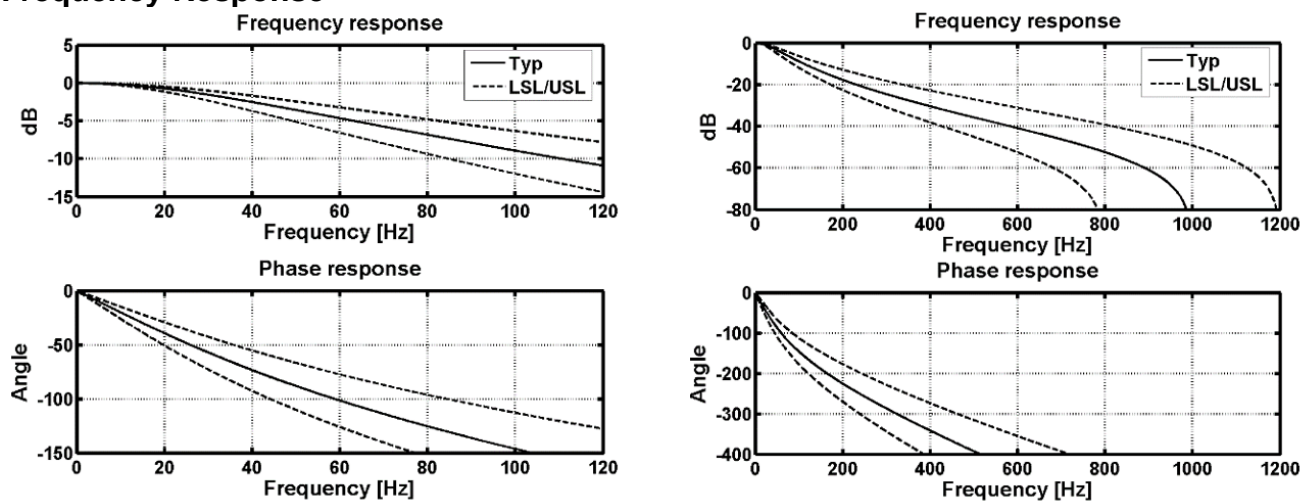 Frequency Response
Frequency response
5
0
-5
-10
-15
dB
Typ
LSL/USL
0
20
40
60
80
100
120
Frequency [Hz]
Phase response
0
-50
-100
-150
Angle
0
20
40
60
80
100
120
Frequency [Hz]
Frequency response
0
-20
-40
-60
-80
dB
Typ
LSL/USL
0
200
400
600
800
1000
1200
Frequency [Hz]
Phase response
0
-100
-200
-300
-400
Angle
0
200
400
600
800
1000
1200
Frequency [Hz]